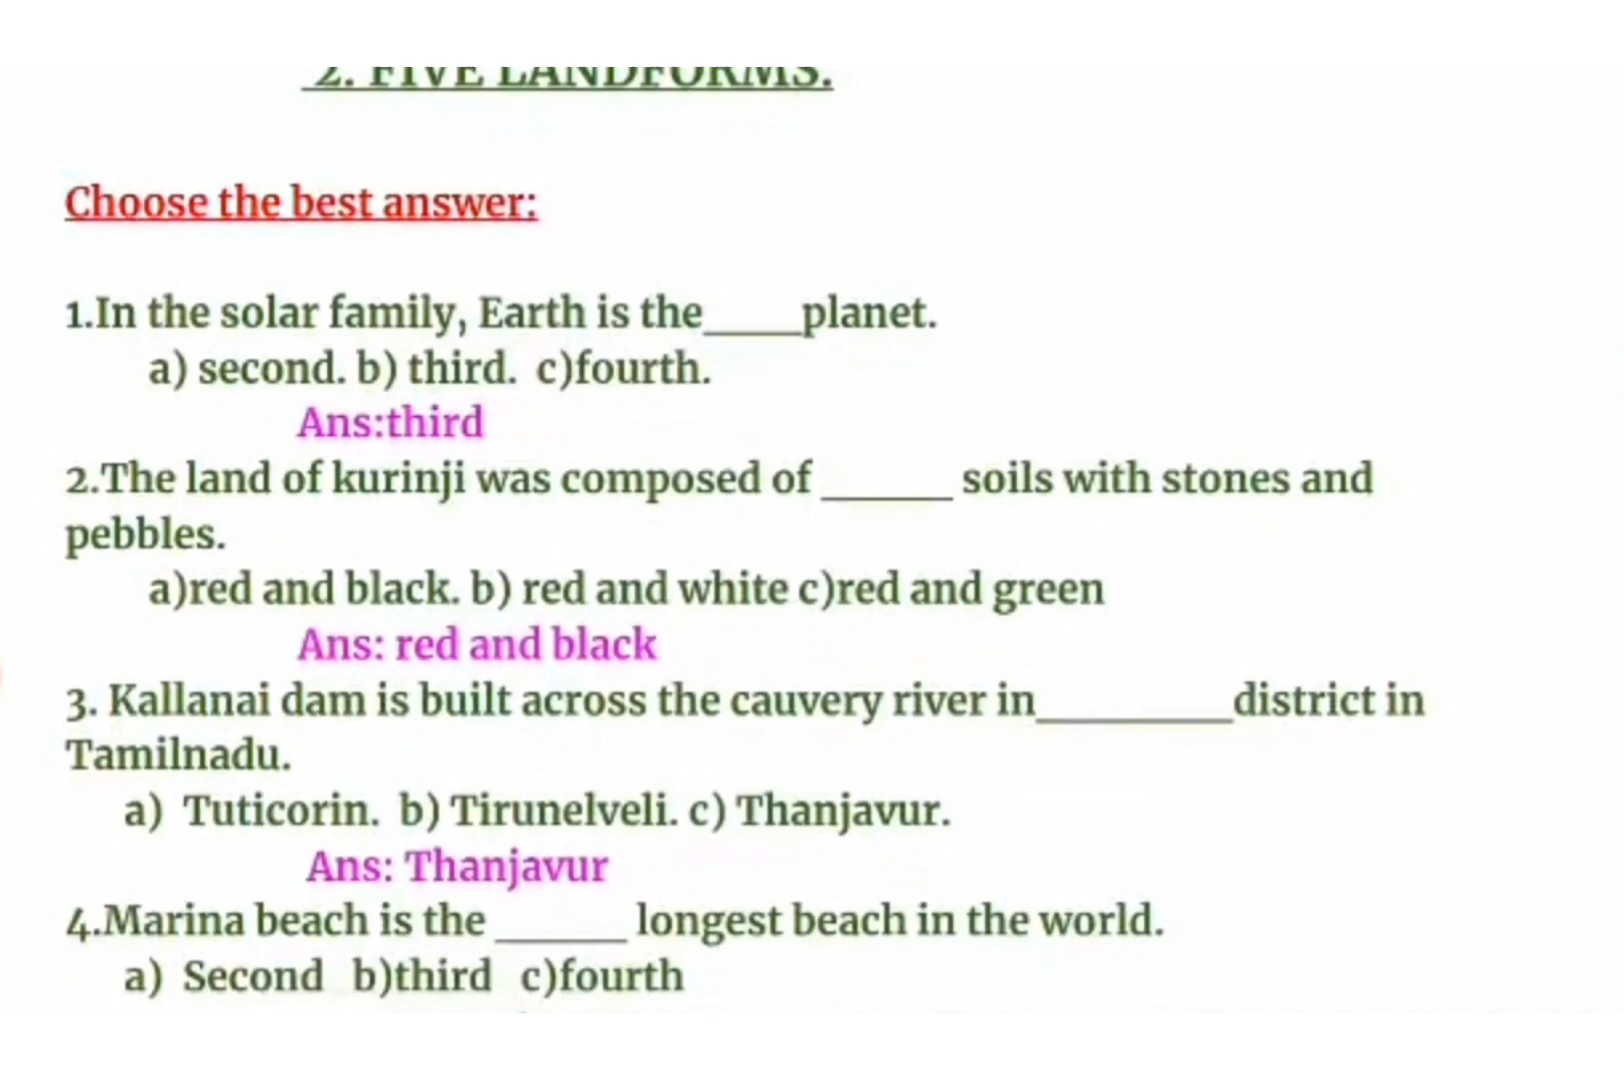 2. FIVE LANDFORMS.
Choose the best answer:
1.In the solar family, Earth is the____planet.
a) second. b) third. c)fourth.
Ans:third
2.The land of kurinji was composed of ______ soils with stones and
pebbles.
a)red and black. b) red and white c)red and green
Ans: red and black
3. Kallanai dam is built across the cauvery river in_________district in
Tamilnadu.
a) Tuticorin. b) Tirunelveli. c) Thanjavur.
Ans: Thanjavur
4.Marina beach is the ______ longest beach in the world.
a) Second b)third c)fourth